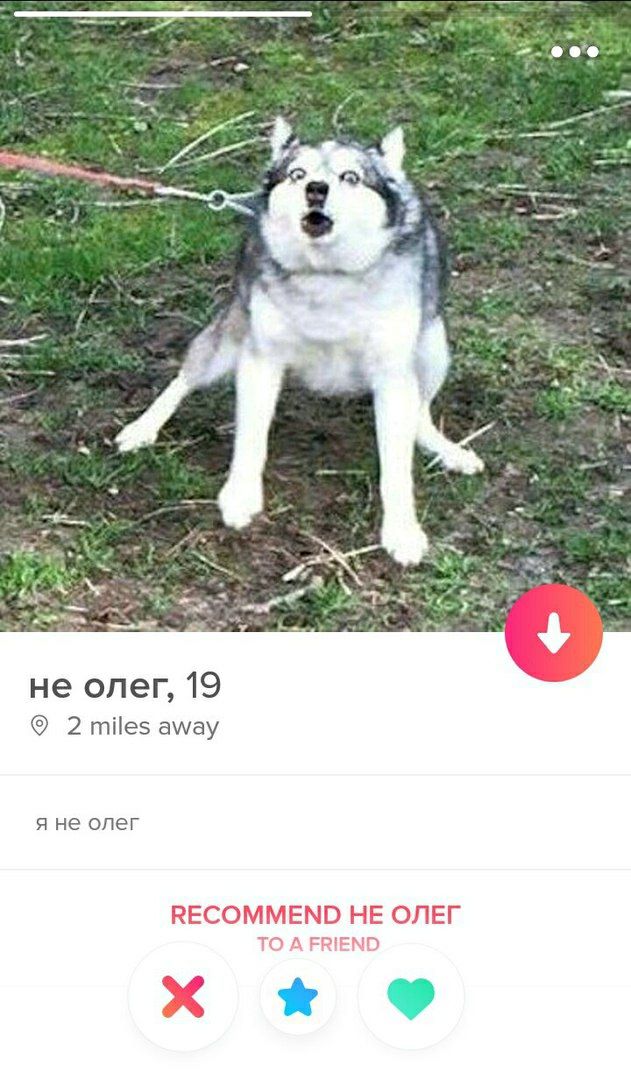 не олег, 19
2 miles away
я не олег
RECOMMEND НЕ ОЛЕГ
TO A FRIEND